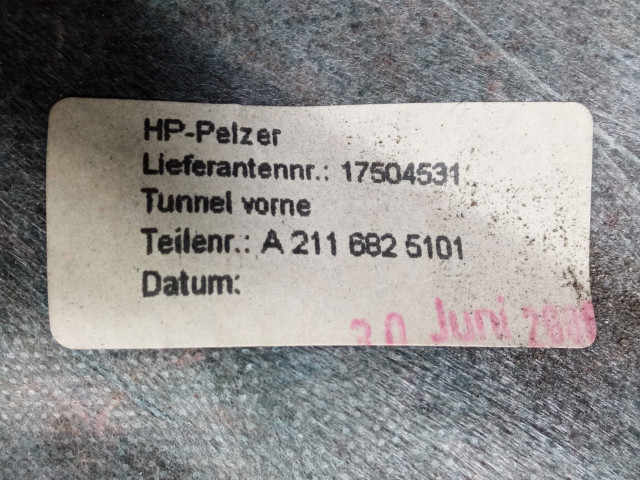 HP-Pelzer
Lieferantennr.: 17504531
Tunnel vorne
Teilenr.: A 211 682 5101
Datum:
30 Juni